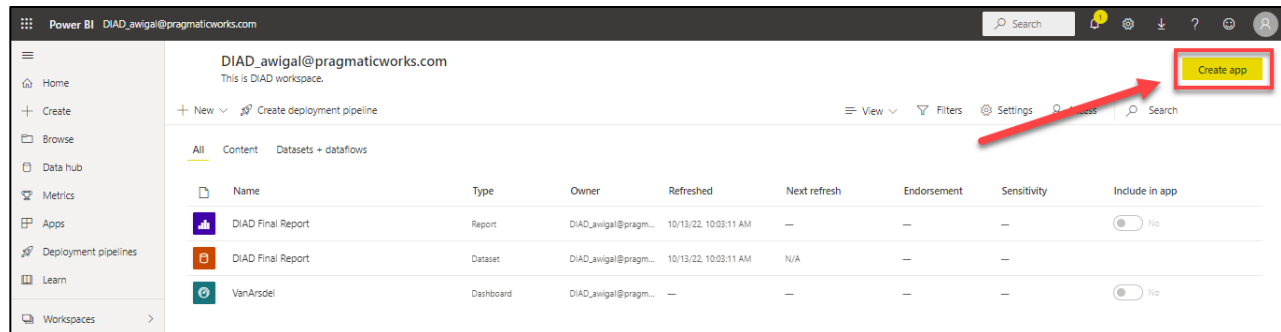 Power BI DIAD_awigal@pragmaticworks.com Search 1 ?
DIAD_awigal@pragmaticworks.com
This is DIAD workspace.
Create app
Home
Create
Browse
Data hub
Metrics
Apps
Deployment pipelines
Learn
Workspaces
New Create deployment pipeline View Filters Settings Access Search
All Content Datasets + dataflows
Name Type Owner Refreshed Next refresh Endorsement Sensitivity Include in app
DIAD Final Report Report DIAD_awigal@pragm... 10/13/22, 10:03:11 AM — — — No
DIAD Final Report Dataset DIAD_awigal@pragm... 10/13/22, 10:03:11 AM N/A — —
VanArsdel Dashboard DIAD_awigal@pragm... — — — — No